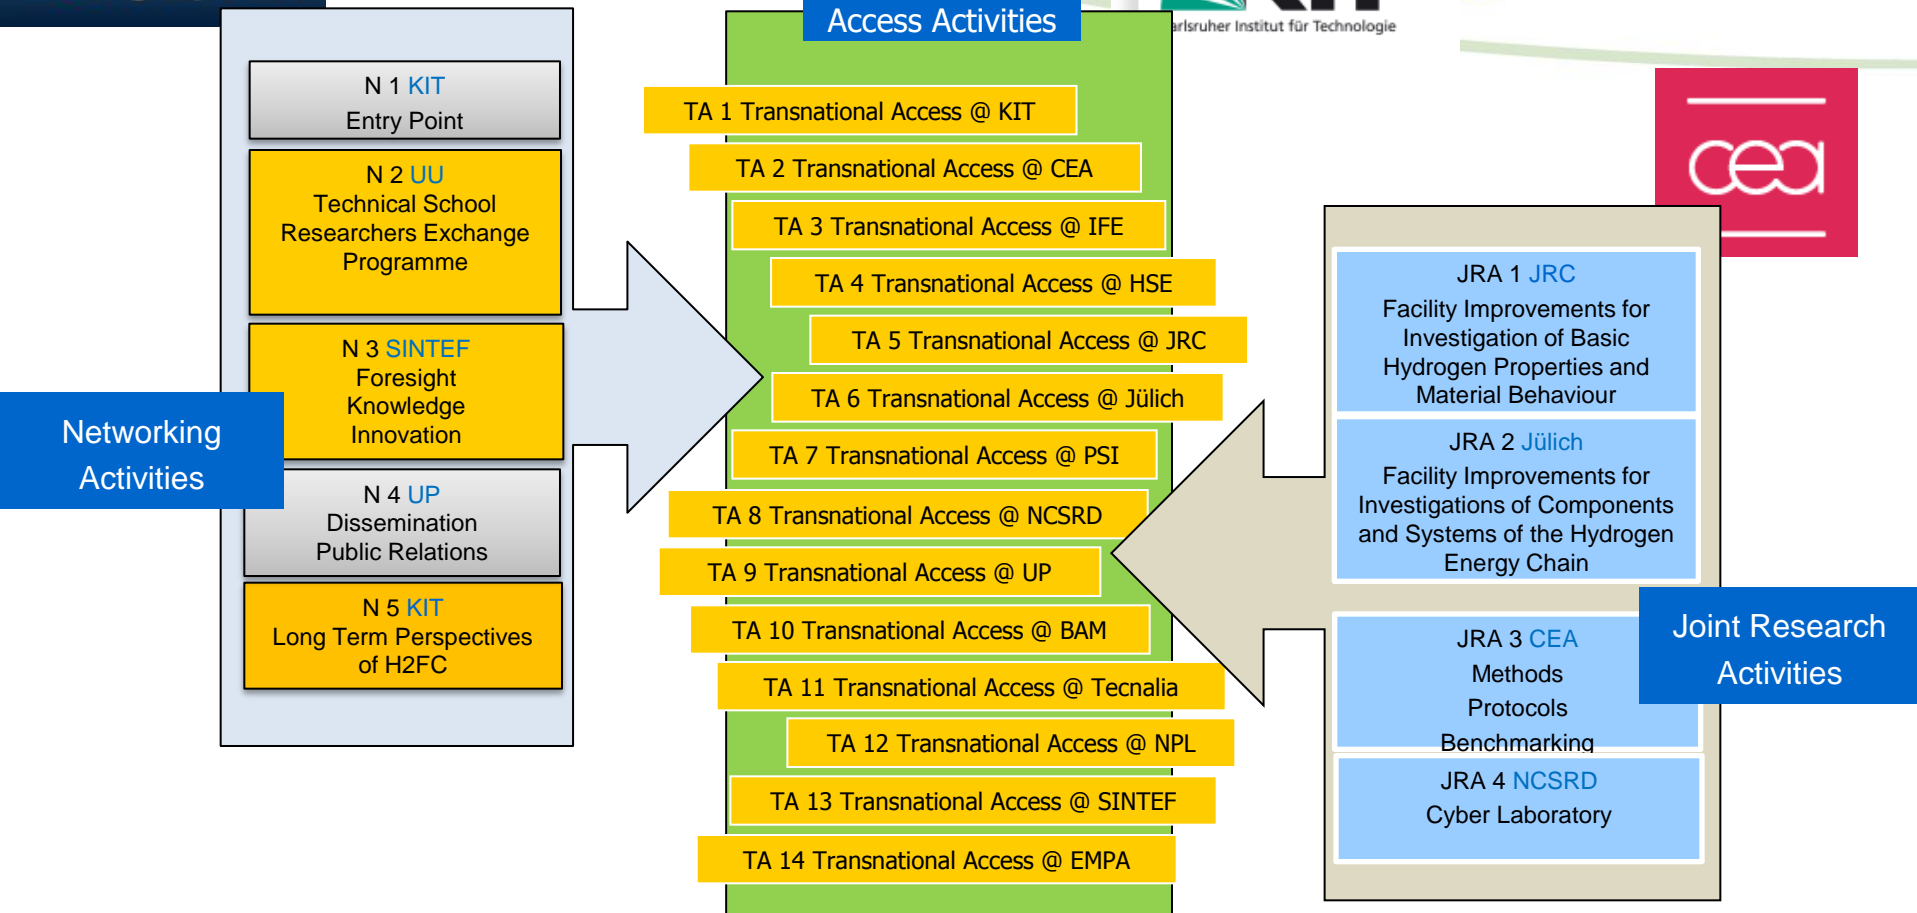 Access Activities
arlsruher Institut für Technologie
cea
N 1 KIT
Entry Point
N 2 UU
Technical School
Researchers Exchange
Programme
N 3 SINTEF
Foresight
Knowledge
Innovation
N 4 UP
Dissemination
Public Relations
N 5 KIT
Long Term Perspectives
of H2FC
Networking
Activities
TA 1 Transnational Access @ KIT
TA 2 Transnational Access @ CEA
TA 3 Transnational Access @ IFE
TA 4 Transnational Access @ HSE
TA 5 Transnational Access @ JRC
TA 6 Transnational Access @ Jülich
TA 7 Transnational Access @ PSI
TA 8 Transnational Access @ NCSRD
TA 9 Transnational Access @ UP
TA 10 Transnational Access @ BAM
TA 11 Transnational Access @ Tecnalia
TA 12 Transnational Access @ NPL
TA 13 Transnational Access @ SINTEF
TA 14 Transnational Access @ EMPA
JRA 1 JRC
Facility Improvements for
Investigation of Basic
Hydrogen Properties and
Material Behaviour
JRA 2 Jülich
Facility Improvements for
Investigations of Components
and Systems of the Hydrogen
Energy Chain
JRA 3 CEA
Methods
Protocols
Benchmarking
JRA 4 NCSRD
Cyber Laboratory
Joint Research
Activities